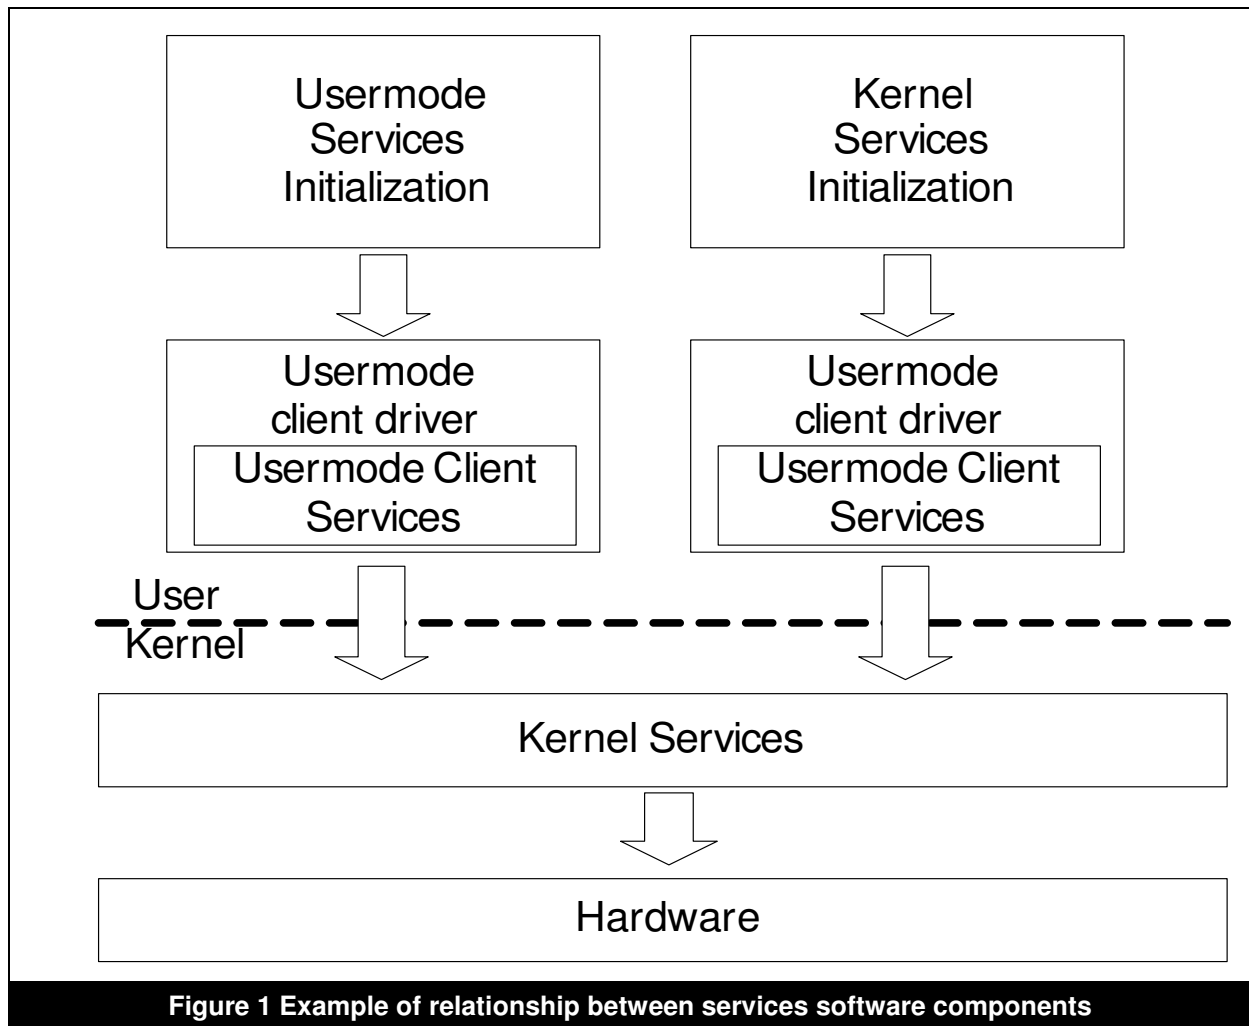 Usermode
Services
Initialization
Kernel
Services
Initialization
Usermode
client driver
Usermode Client
Services
Usermode
client driver
Usermode Client
Services
User
Kernel
Kernel Services
Hardware
Figure 1 Example of relationship between services software components